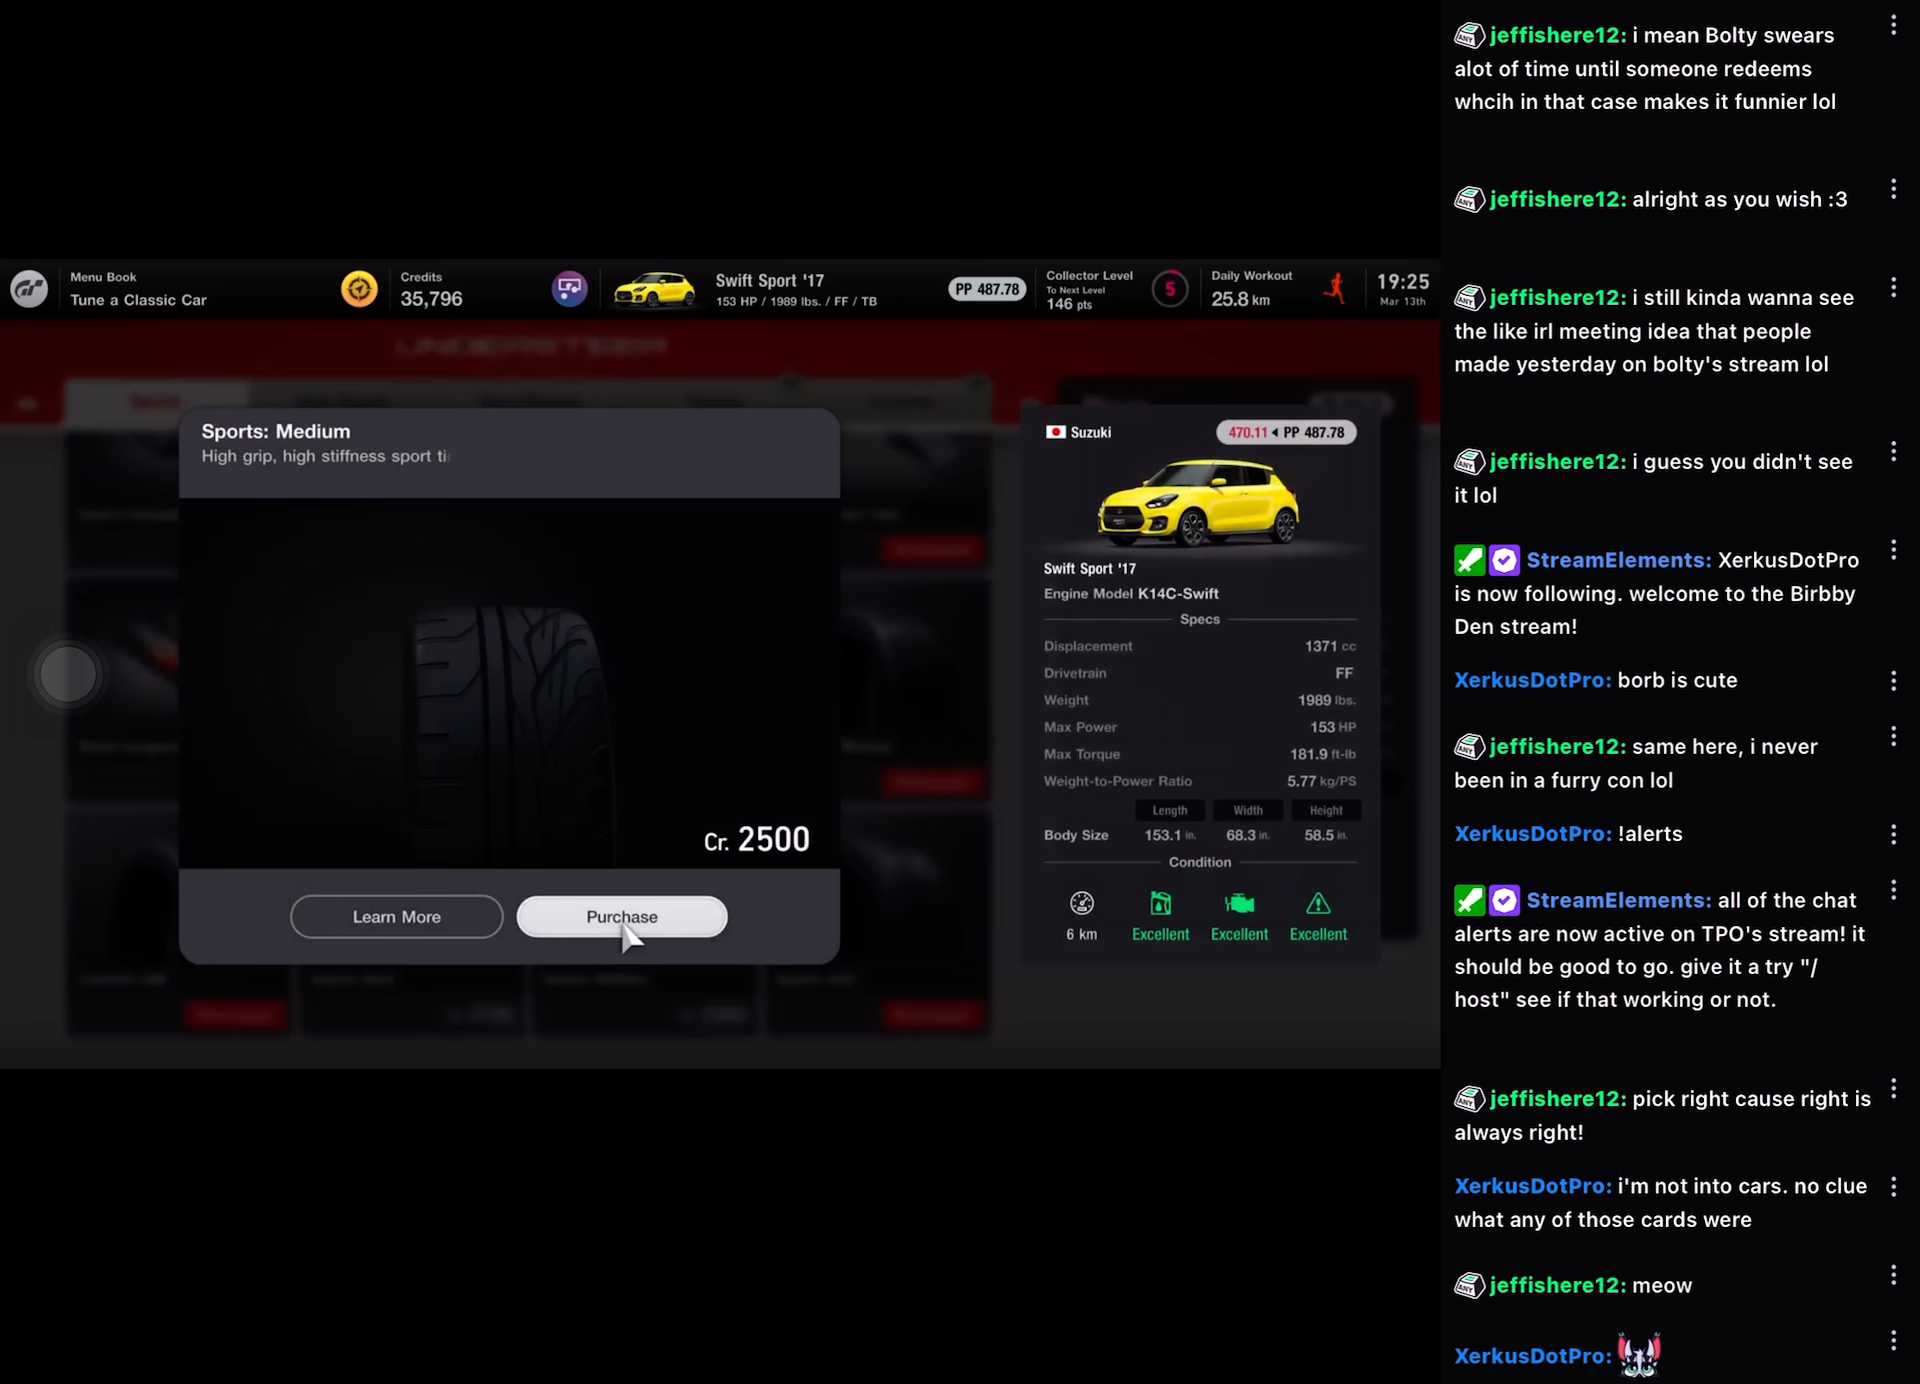 Menu Book
Tune a Classic Car
Credits
35,796
Swift Sport '17
153 HP / 1989 lbs. / FF / TB
PP 487.78
Collector Level
To Next Level
146 pts
5
Daily Workout
25.8 km
19:25
Mar 13th
Sports: Medium
High grip, high stiffness sport ti
Cr. 2500
Learn More
Purchase
Suzuki
470.11 ◀ PP 487.78
Swift Sport '17
Engine Model K14C-Swift
Specs
Displacement 1371 cc
Drivetrain FF
Weight 1989 lbs.
Max Power 153 HP
Max Torque 181.9 ft-lb
Weight-to-Power Ratio 5.77 kg/PS
Length Width Height
Body Size 153.1 in. 68.3 in. 58.5 in.
Condition
6 km Excellent Excellent Excellent
jeffishere12: i mean Bolty swears
alot of time until someone redeems
whcih in that case makes it funnier lol
jeffishere12: alright as you wish :3
jeffishere12: i still kinda wanna see
the like irl meeting idea that people
made yesterday on bolty's stream lol
jeffishere12: i guess you didn't see
it lol
StreamElements: XerkusDotPro
is now following. welcome to the Birbby
Den stream!
XerkusDotPro: borb is cute
jeffishere12: same here, i never
been in a furry con lol
XerkusDotPro: !alerts
StreamElements: all of the chat
alerts are now active on TPO's stream! it
should be good to go. give it a try "/
host" see if that working or not.
jeffishere12: pick right cause right is
always right!
XerkusDotPro: i'm not into cars. no clue
what any of those cards were
jeffishere12: meow
XerkusDotPro: